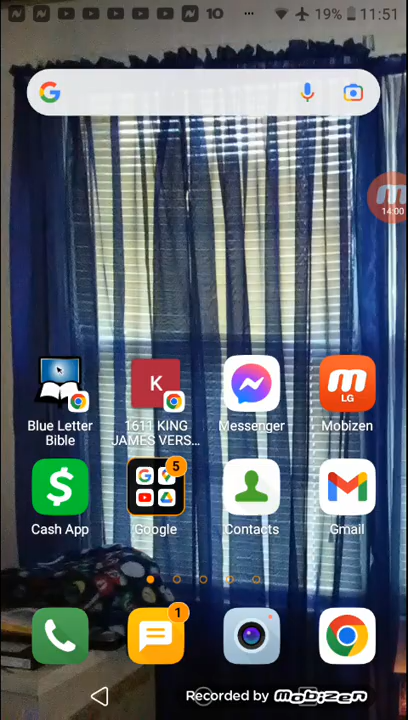 10 ... 19% 11:51
14:00
Blue Letter
Bible
K
1611 KING
JAMES VERS...
Messenger
LG
Mobizen
5
Cash App
Google
Contacts
Gmail
1
Recorded by mobizen